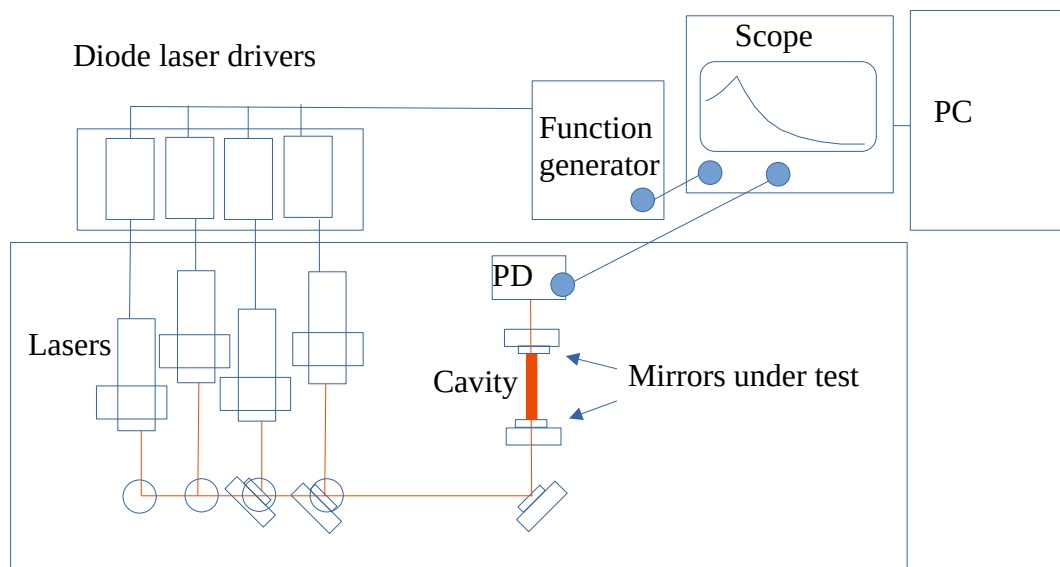 Scope
Diode laser drivers
PC
Function
generator
PD
Lasers
Cavity
Mirrors under test